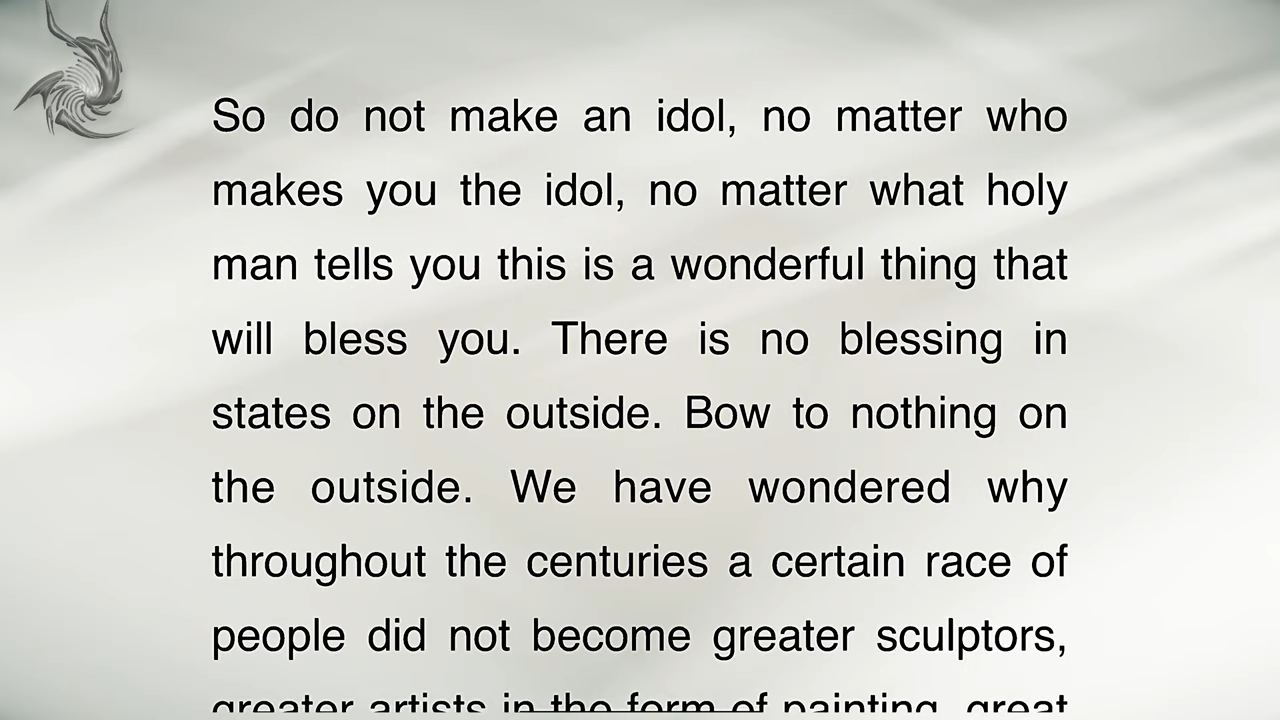 So do not make an idol, no matter who
makes you the idol, no matter what holy
man tells you this is a wonderful thing that
will bless you. There is no blessing in
states on the outside. Bow to nothing on
the outside. We have wondered why
throughout the centuries a certain race of
people did not become greater sculptors,
greater artists in the form of painting, great